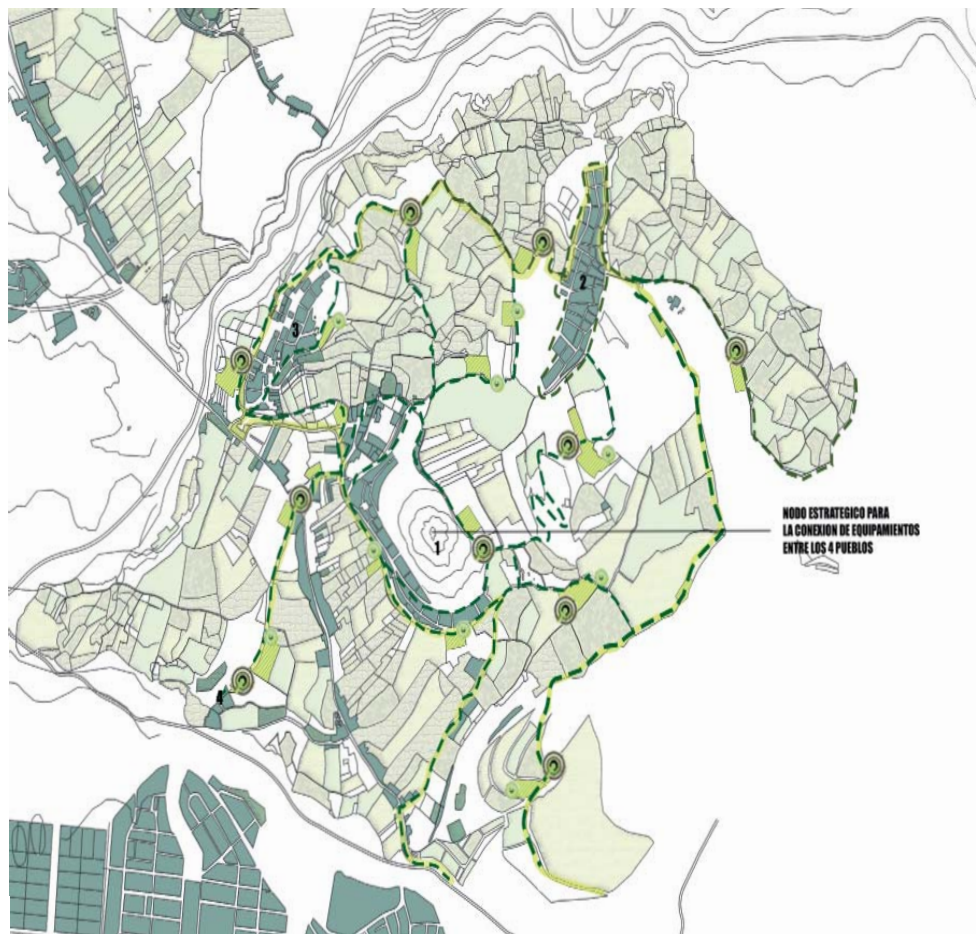 2
3
NODO ESTRATEGICO PARA
LA CONEXION DE EQUIPAMIENTOS
ENTRE LOS 4 PUEBLOS
1
4